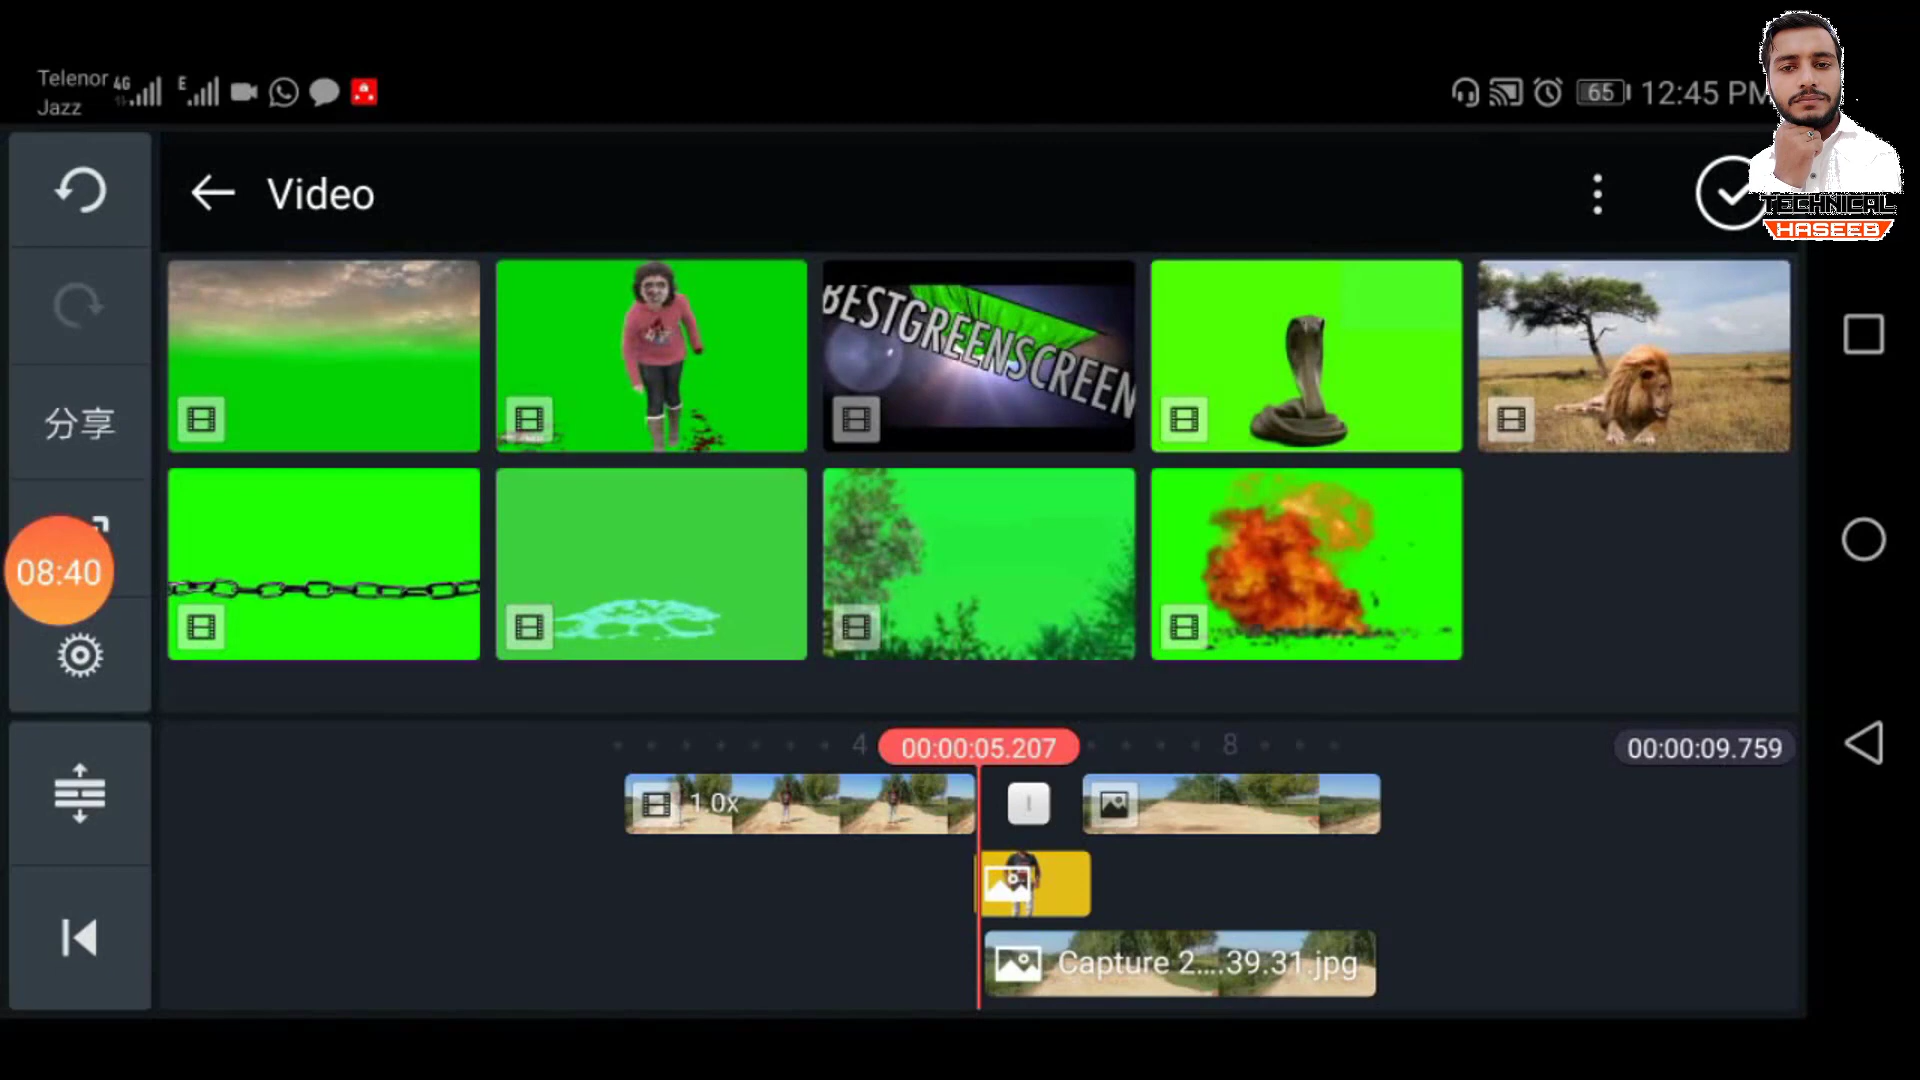 Telenor 4G E
Jazz
65 12:45 PM
Video
TECHNICAL
HASEEB
BESTGREENSCREEN
分享
08:40
4
00:00:05.207
8
00:00:09.759
1.0x
Capture 2....39.31.jpg